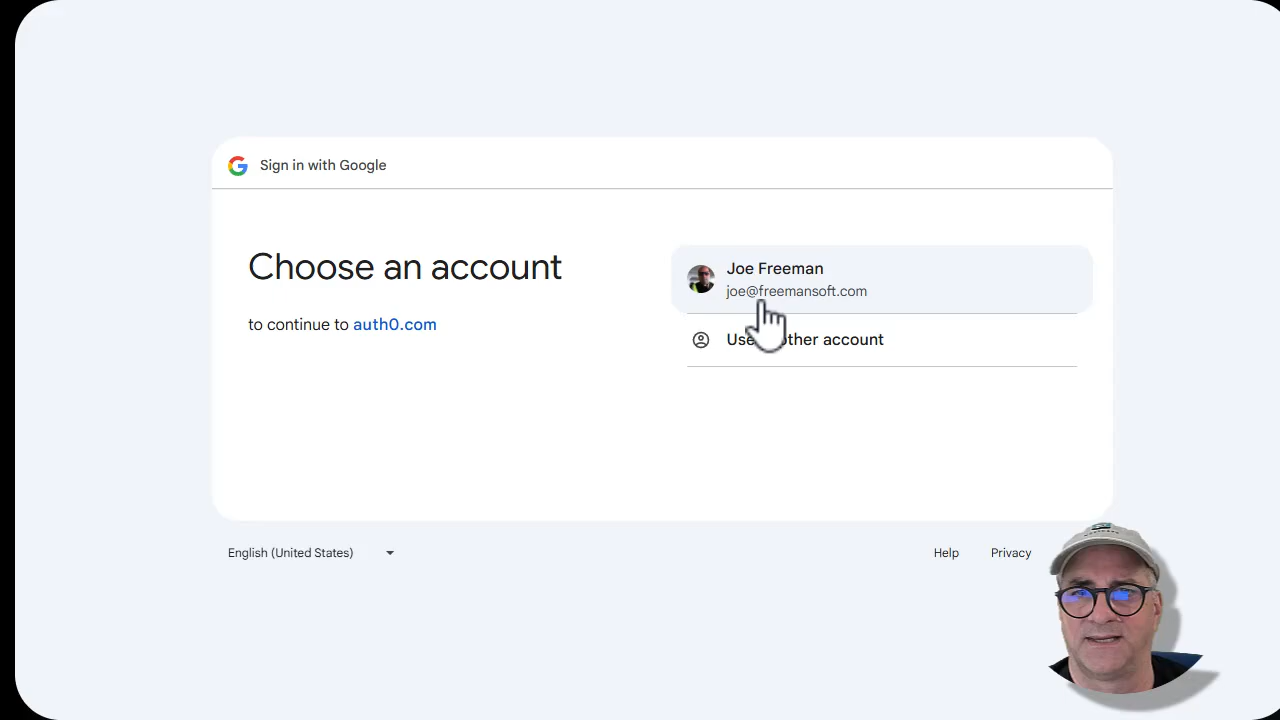 Sign in with Google
Choose an account
to continue to auth0.com
Joe Freeman
joe@freemansoft.com
Use other account
English (United States)
Help
Privacy